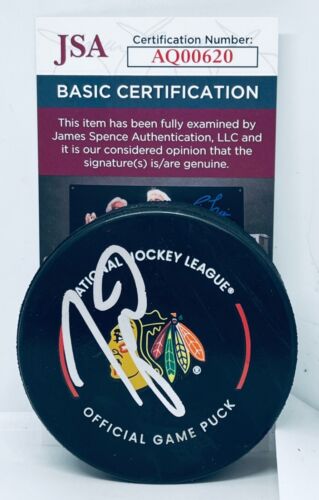 JSA
Certification Number:
AQ00620
BASIC CERTIFICATION
This item has been fully examined by
James Spence Authentication, LLC and
it is our considered opinion that the
signature(s) is/are genuine.
HOCKEY LEAGUE®
®
OFFICIAL GAME PUCK